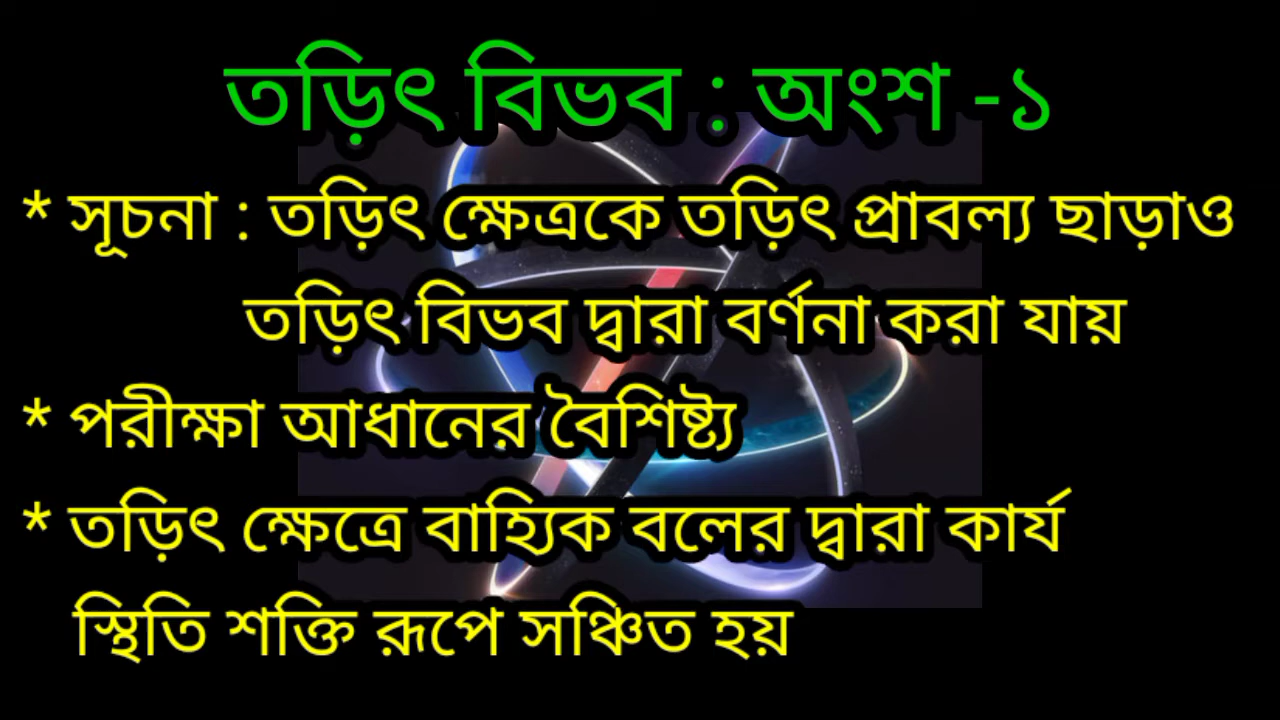 তড়িৎ বিভব : অংশ -১
* সূচনা : তড়িৎ ক্ষেত্রকে তড়িৎ প্রাবল্য ছাড়াও
তড়িৎ বিভব দ্বারা বর্ণনা করা যায়
* পরীক্ষা আধানের বৈশিষ্ট্য
* তড়িৎ ক্ষেত্রে বাহ্যিক বলের দ্বারা কার্য
স্থিতি শক্তি রূপে সঞ্চিত হয়